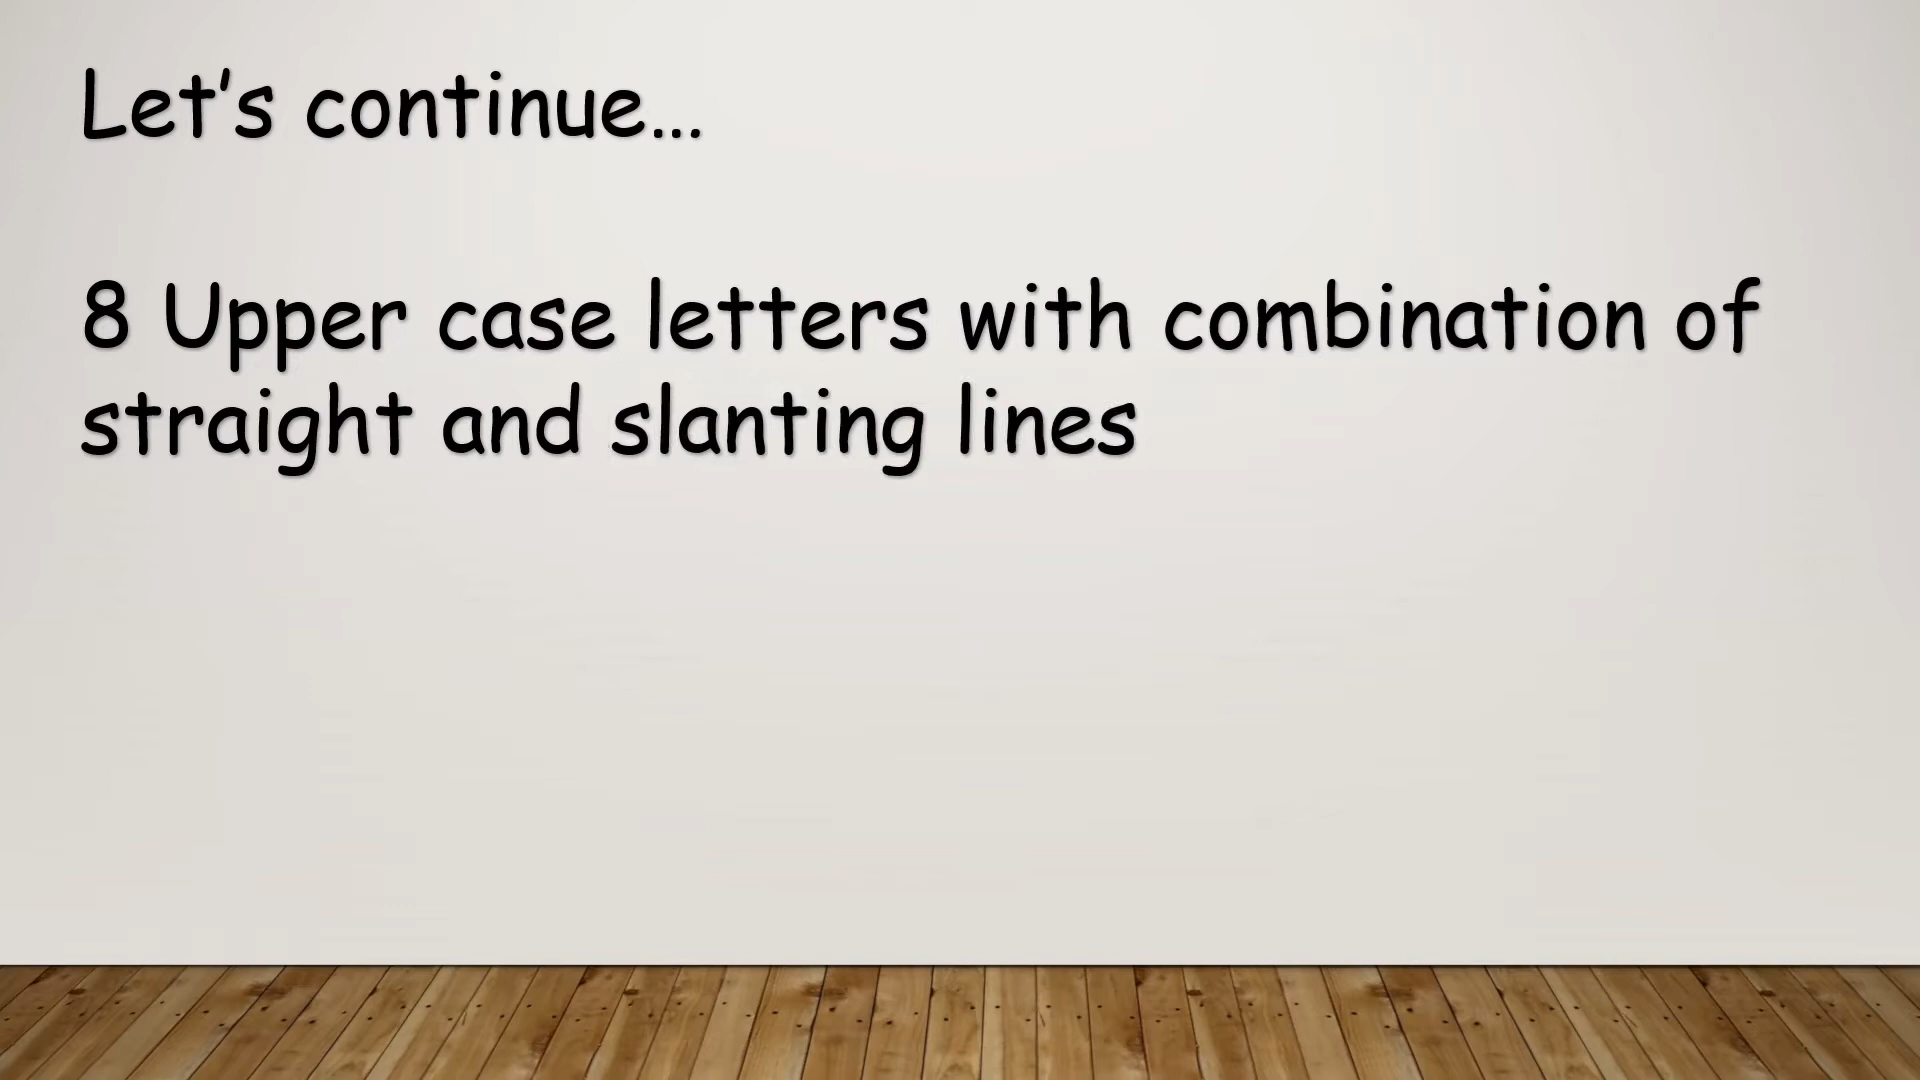 Let’s continue…
8 Upper case letters with combination of
straight and slanting lines